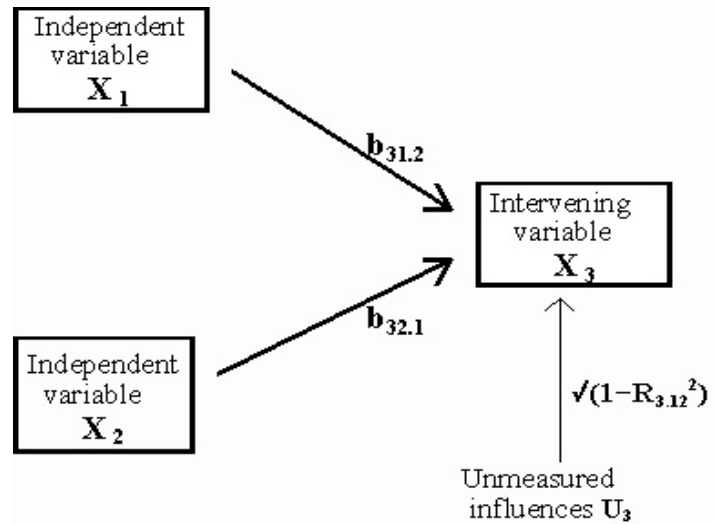 Independent
variable
X₁
b₃₁.₂
Intervening
variable
X₃
b₃₂.₁
Independent
variable
X₂
√(1−R₃.₁₂²)
Unmeasured
influences U₃